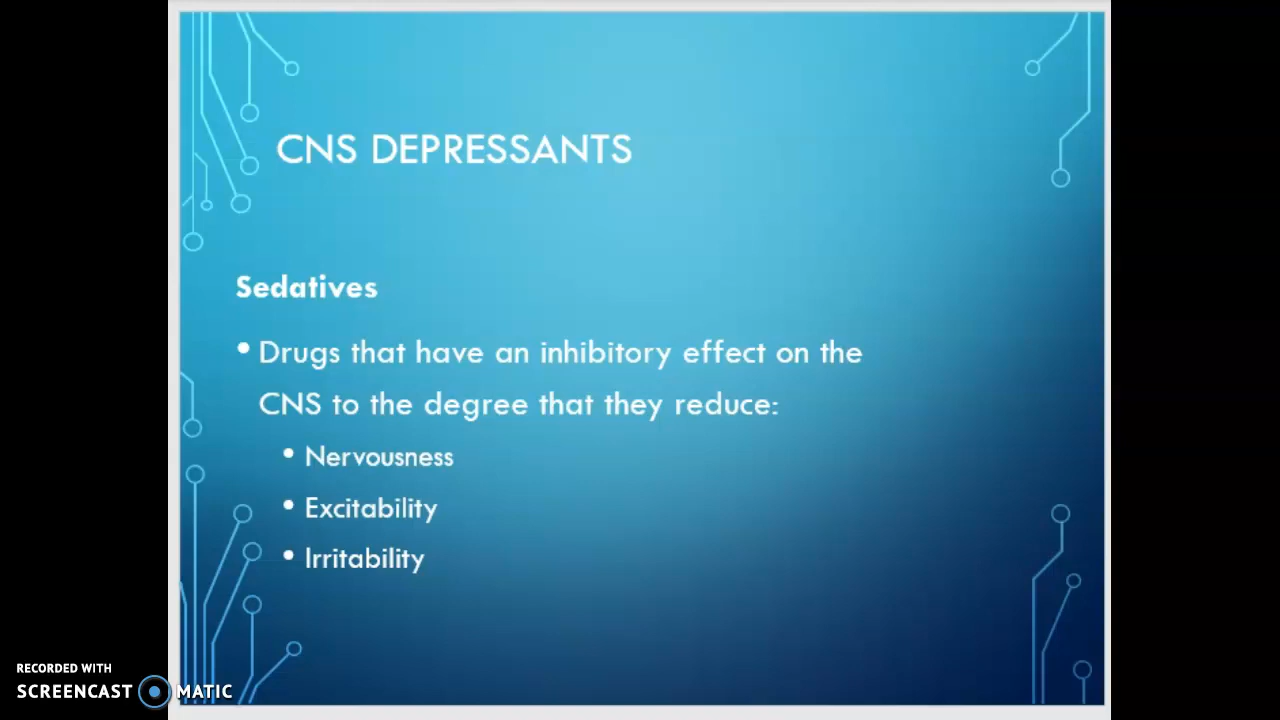 CNS DEPRESSANTS
Sedatives
• Drugs that have an inhibitory effect on the
CNS to the degree that they reduce:
• Nervousness
• Excitability
• Irritability
RECORDED WITH
SCREENCAST MATIC